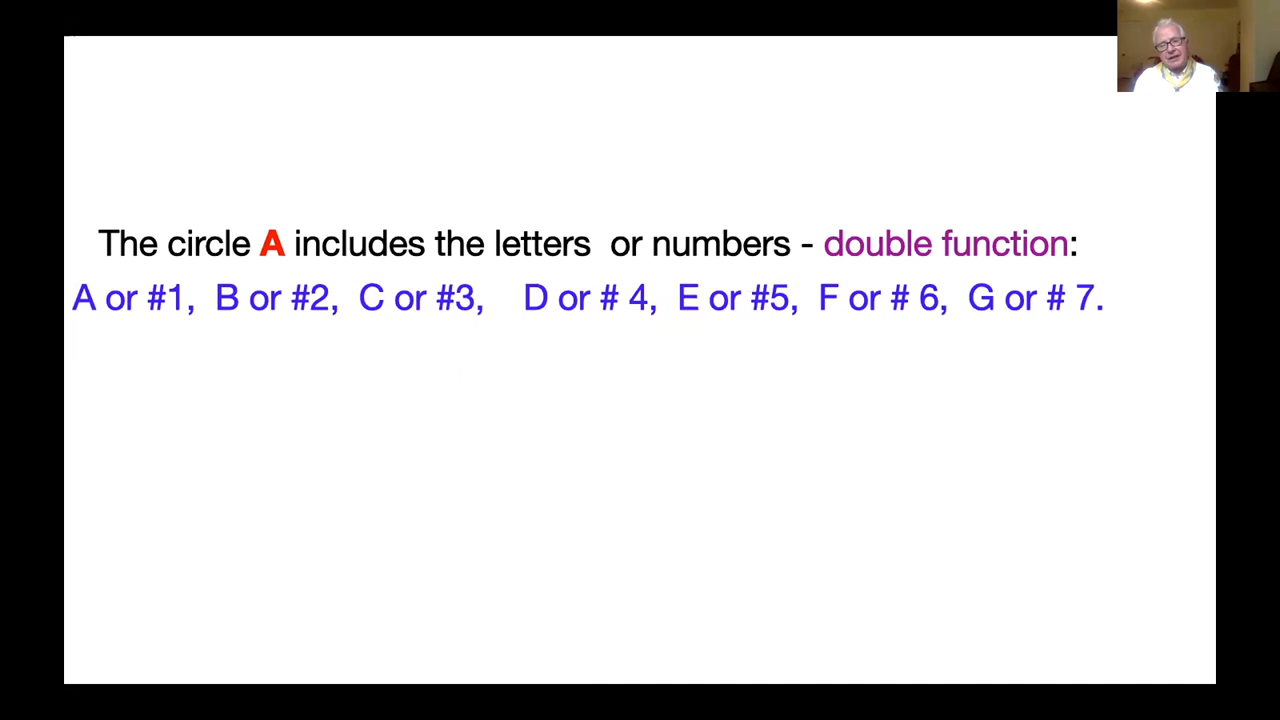 The circle A includes the letters or numbers - double function:
A or #1, B or #2, C or #3, D or # 4, E or #5, F or # 6, G or # 7.